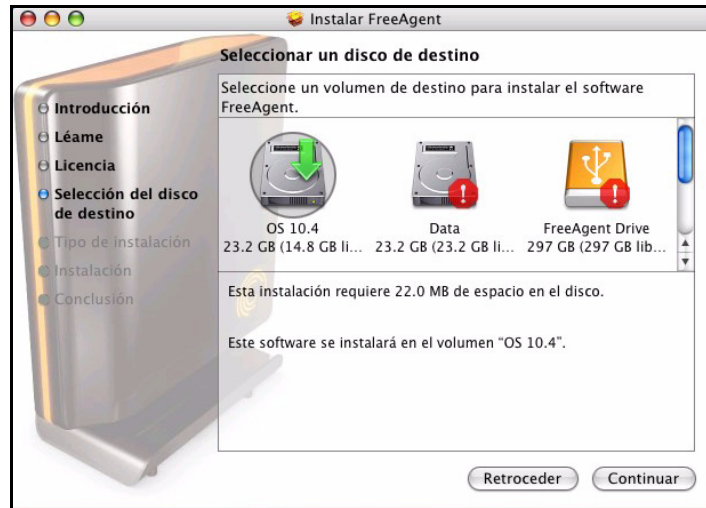 Instalar FreeAgent
Seleccionar un disco de destino
Introducción
Léame
Licencia
Selección del disco
de destino
Tipo de instalación
Instalación
Conclusión
Seleccione un volumen de destino para instalar el software
FreeAgent.
OS 10.4
23.2 GB (14.8 GB li...
Data
23.2 GB (23.2 GB li...
FreeAgent Drive
297 GB (297 GB lib...
Esta instalación requiere 22.0 MB de espacio en el disco.
Este software se instalará en el volumen “OS 10.4”.
Retroceder
Continuar